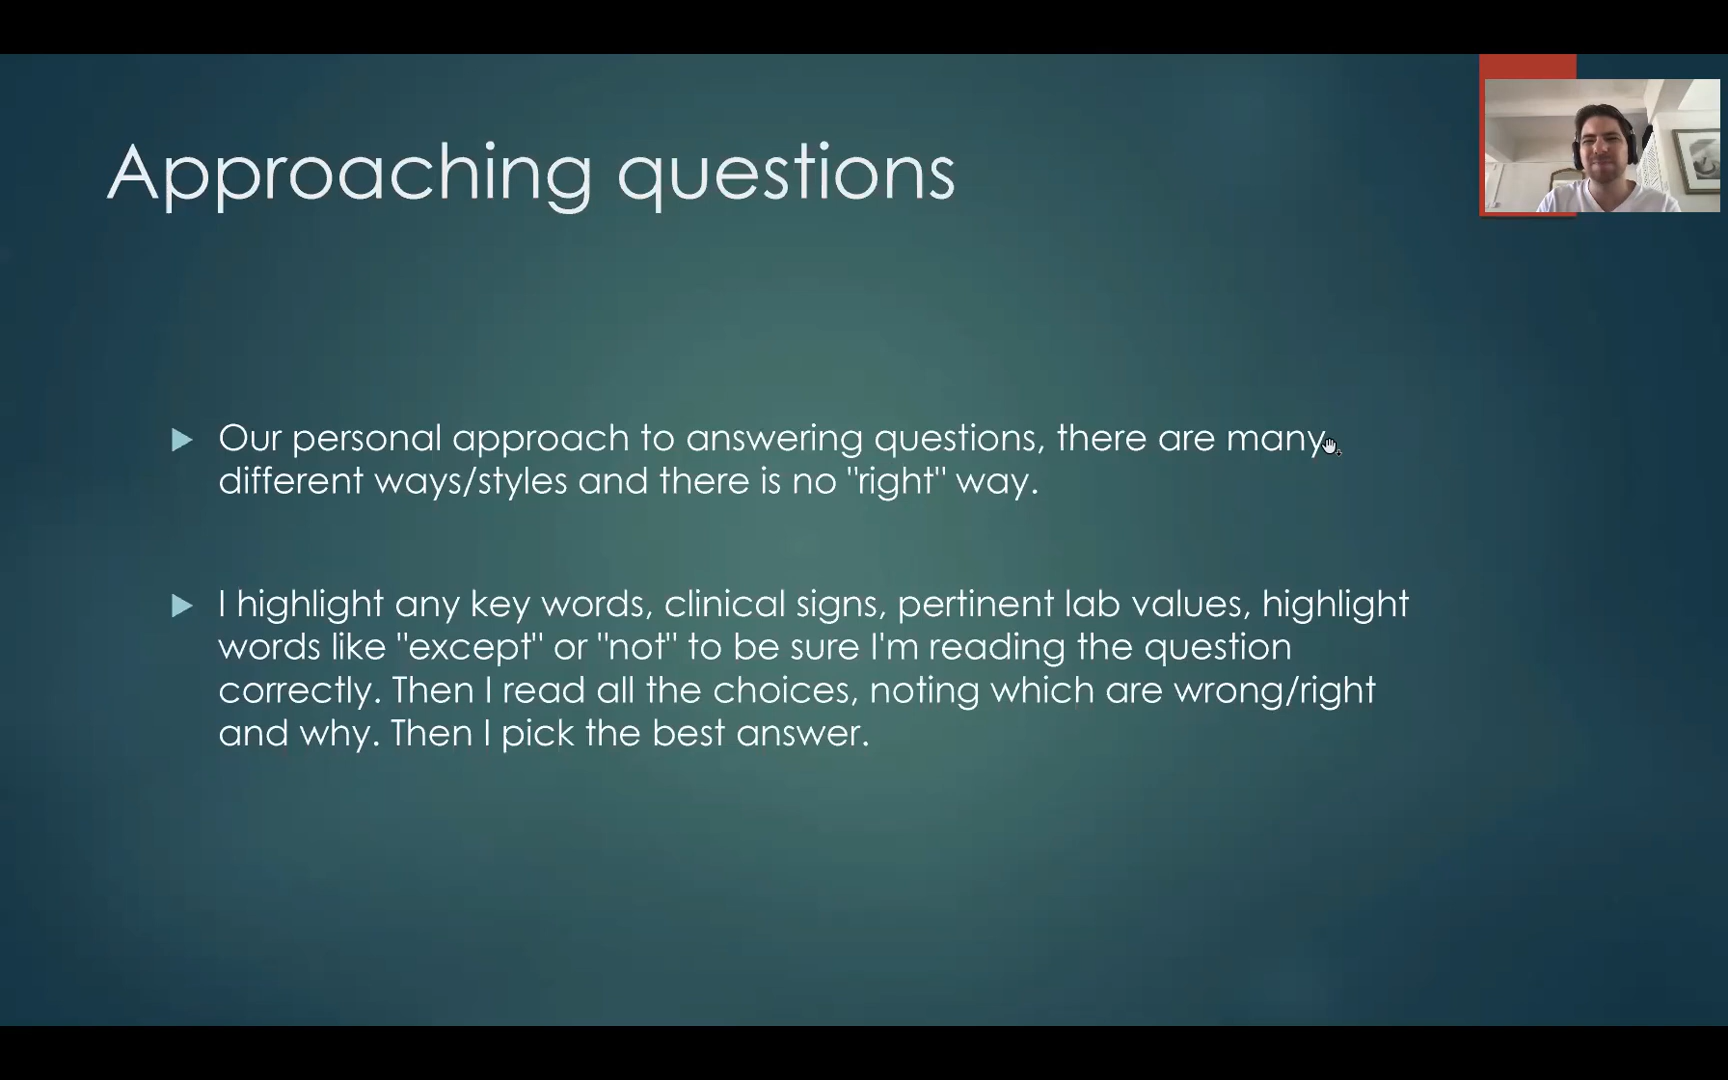 Approaching questions
Our personal approach to answering questions, there are many
different ways/styles and there is no "right" way.
I highlight any key words, clinical signs, pertinent lab values, highlight
words like "except" or "not" to be sure I'm reading the question
correctly. Then I read all the choices, noting which are wrong/right
and why. Then I pick the best answer.